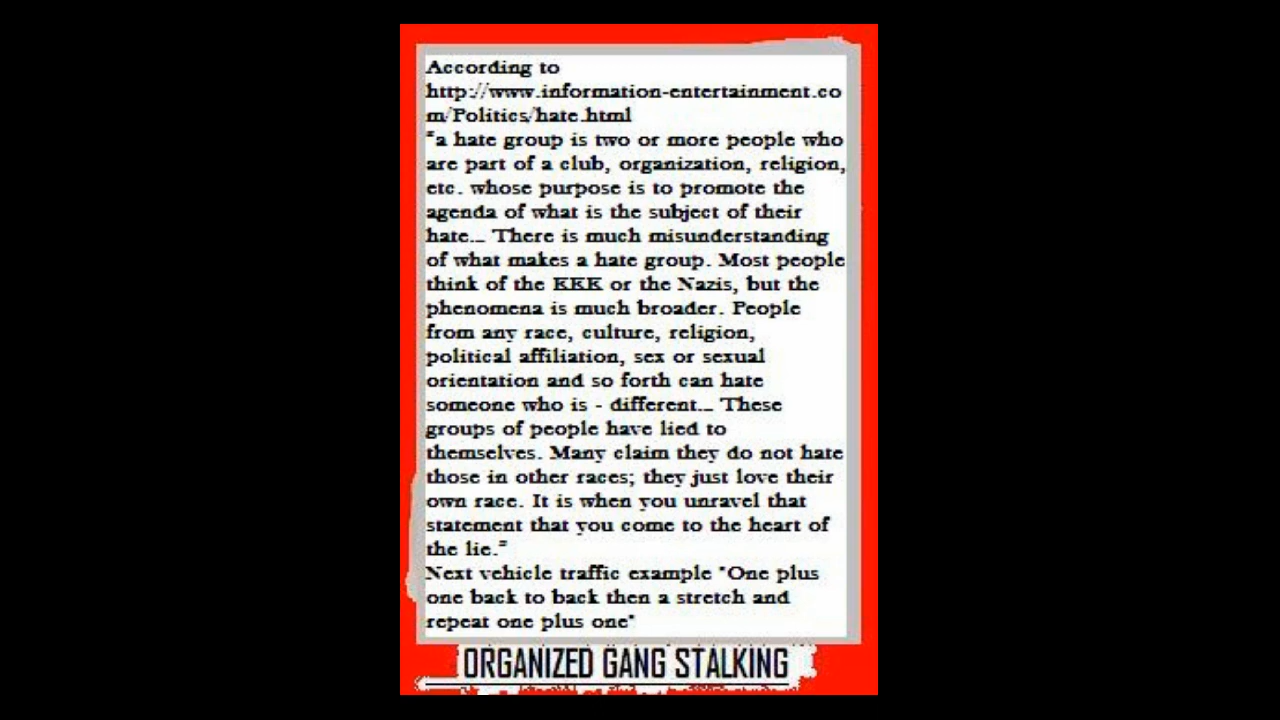 According to
http://www.information-entertainment.co
m/Politics/hate.html
"a hate group is two or more people who
are part of a club, organization, religion,
etc. whose purpose is to promote the
agenda of what is the subject of their
hate... There is much misunderstanding
of what makes a hate group. Most people
think of the KKK or the Nazis, but the
phenomena is much broader. People
from any race, culture, religion,
political affiliation, sex or sexual
orientation and so forth can hate
someone who is - different... These
groups of people have lied to
themselves. Many claim they do not hate
those in other races; they just love their
own race. It is when you unravel that
statement that you come to the heart of
the lie."
Next vehicle traffic example "One plus
one back to back then a stretch and
repeat one plus one"
ORGANIZED GANG STALKING